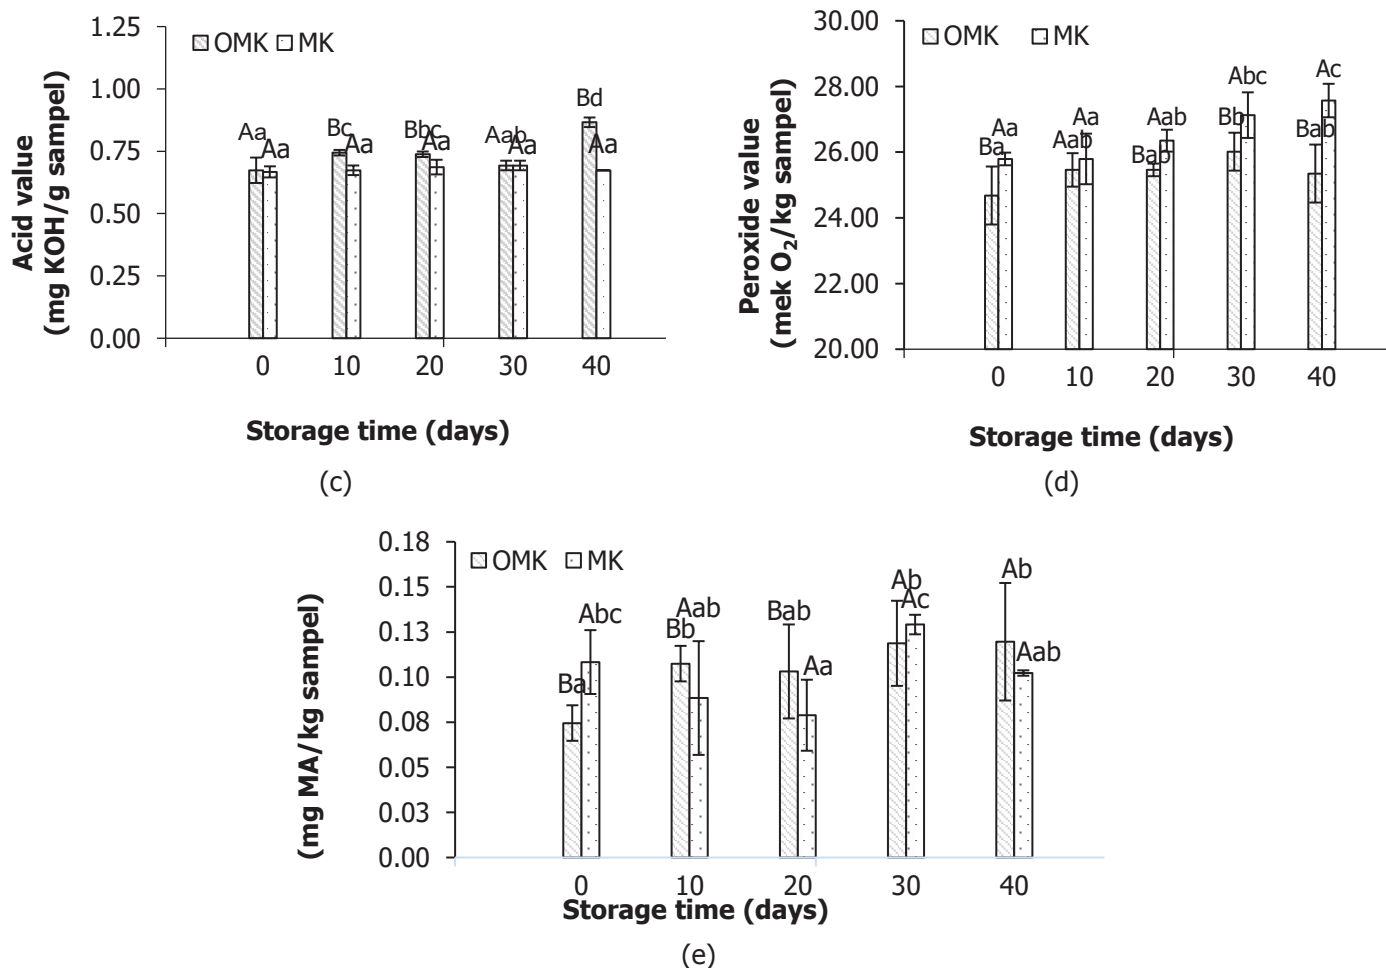 Acid value
(mg KOH/g sampel)
1.25
1.00
0.75
0.50
0.25
0.00
OMK MK
Aa Aa Bc Aa Bbc Aa Aab Aa Bd Aa
0 10 20 30 40
Storage time (days)
(c)
Peroxide value
(mek O₂/kg sampel)
30.00
28.00
26.00
24.00
22.00
20.00
OMK MK
Ba Aa Aab Aa Bab Aab Bb Abc Bab Ac
0 10 20 30 40
Storage time (days)
(d)
(mg MA/kg sampel)
0.18
0.15
0.13
0.10
0.08
0.05
0.03
0.00
OMK MK
Ba Abc Bb Aab Bab Aa Ab Ac Ab Aab
0 10 20 30 40
Storage time (days)
(e)